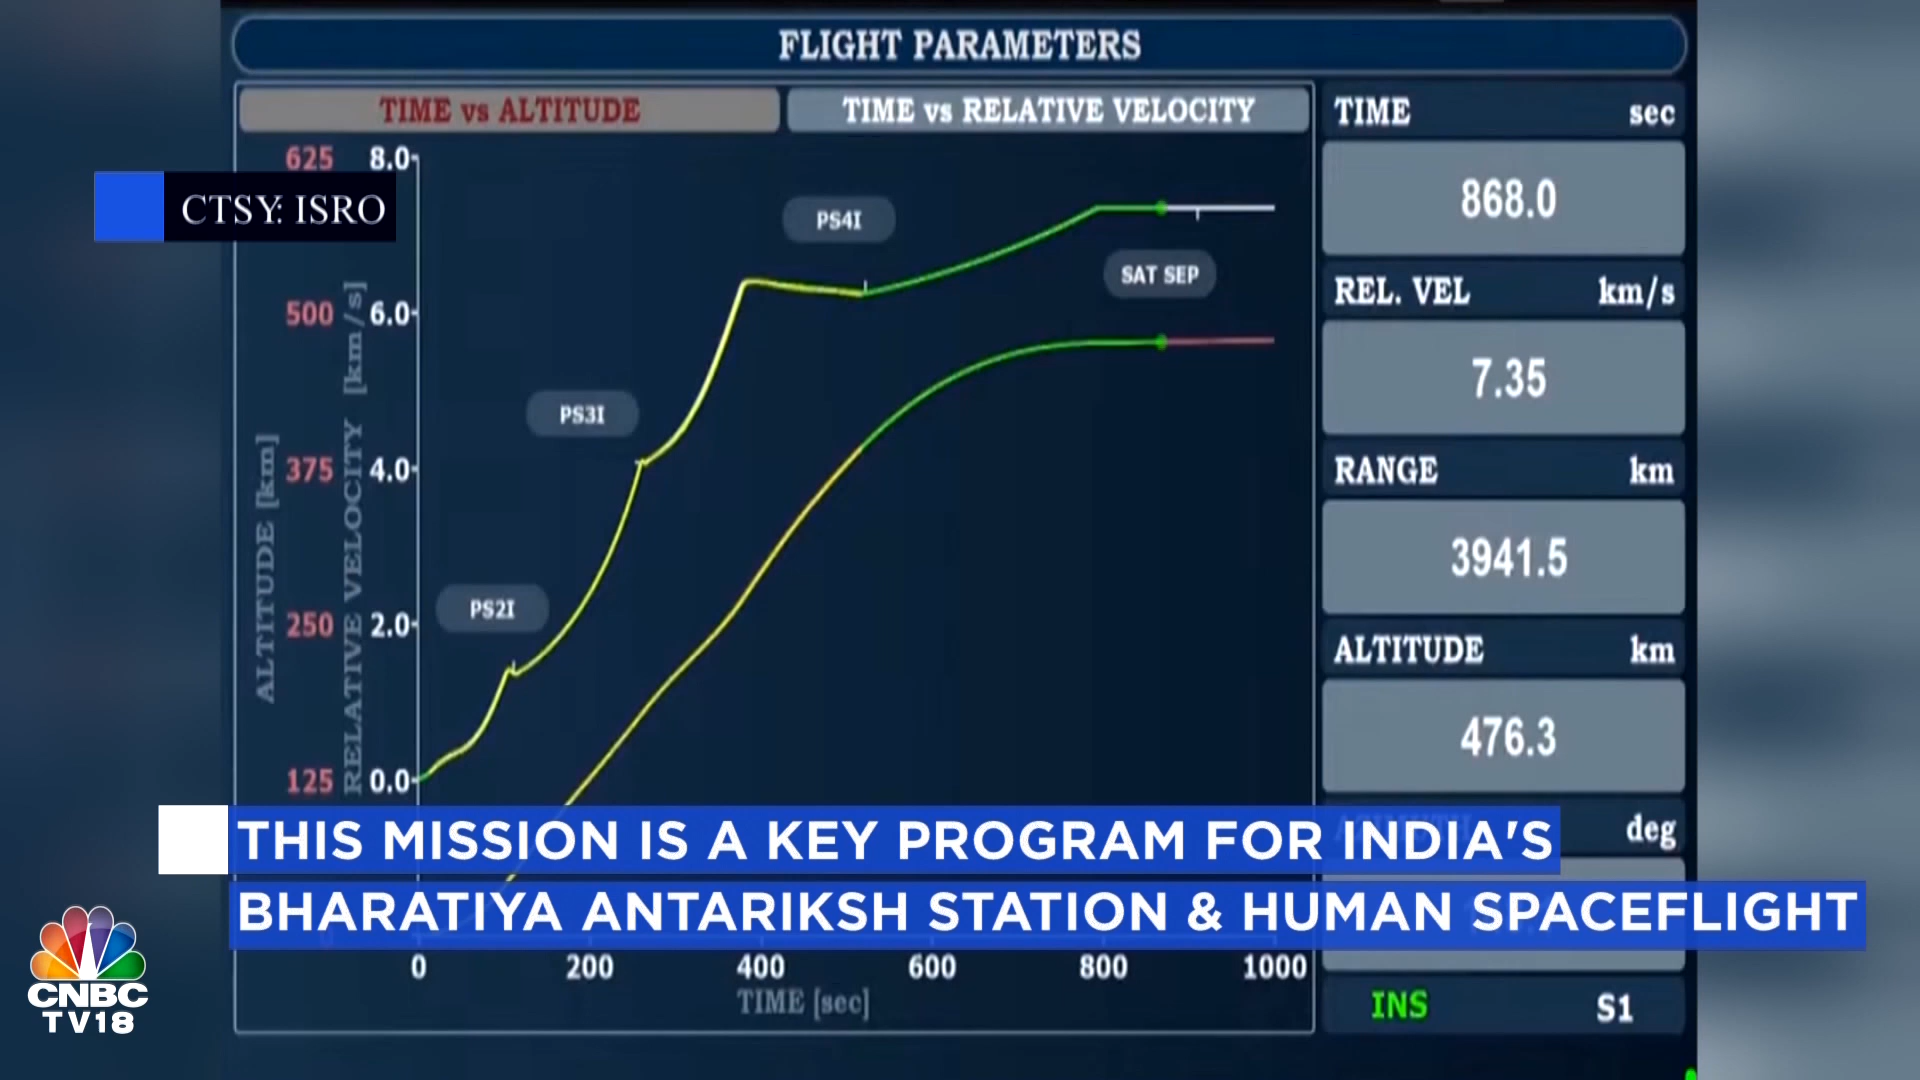 FLIGHT PARAMETERS
TIME vs ALTITUDE
TIME vs RELATIVE VELOCITY
625
500
375
250
125
0
ALTITUDE [km]
8.0
6.0
4.0
2.0
0.0
RELATIVE VELOCITY [km/s]
CTSY: ISRO
PS4I
SAT SEP
PS3I
PS2I
0 200 400 600 800 1000
TIME [sec]
TIME sec
868.0
REL. VEL km/s
7.35
RANGE km
3941.5
ALTITUDE km
476.3
AZIMUTH deg
INS S1
THIS MISSION IS A KEY PROGRAM FOR INDIA'S
BHARATIYA ANTARIKSH STATION & HUMAN SPACEFLIGHT
CNBC
TV18